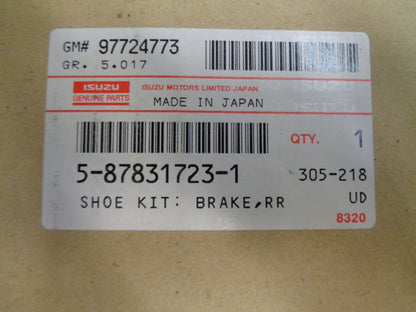 GM# 97724773
GR. 5.017
ISUZU
GENUINE PARTS
ISUZU MOTORS LIMITED JAPAN
MADE IN JAPAN
QTY. 1
5-87831723-1 305-218
SHOE KIT: BRAKE,RR UD
8320